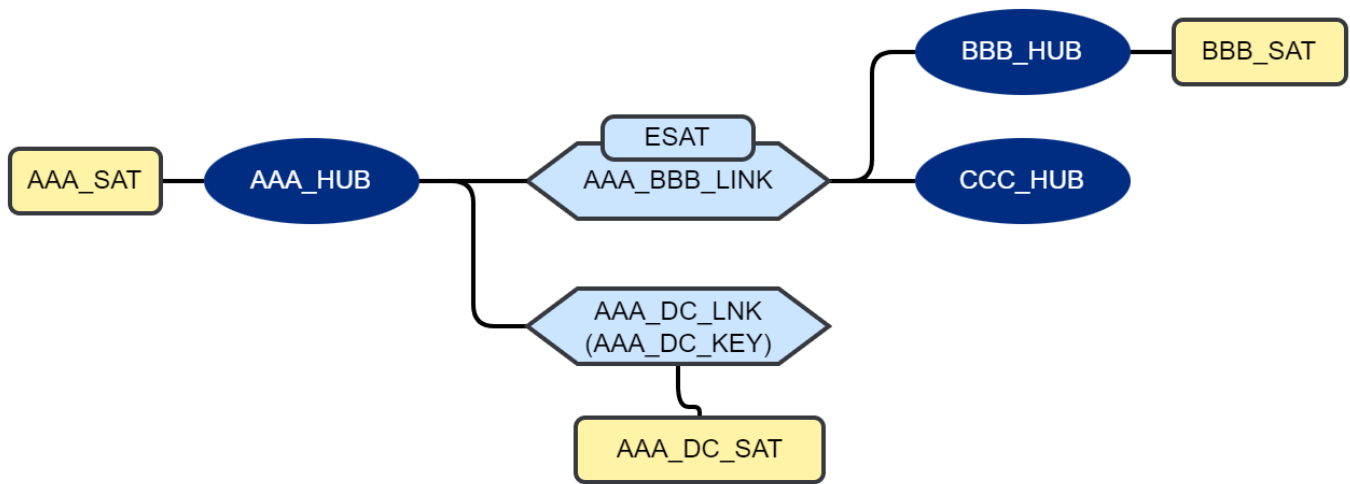 BBB_HUB
BBB_SAT
ESAT
AAA_SAT
AAA_HUB
AAA_BBB_LINK
CCC_HUB
AAA_DC_LNK
(AAA_DC_KEY)
AAA_DC_SAT